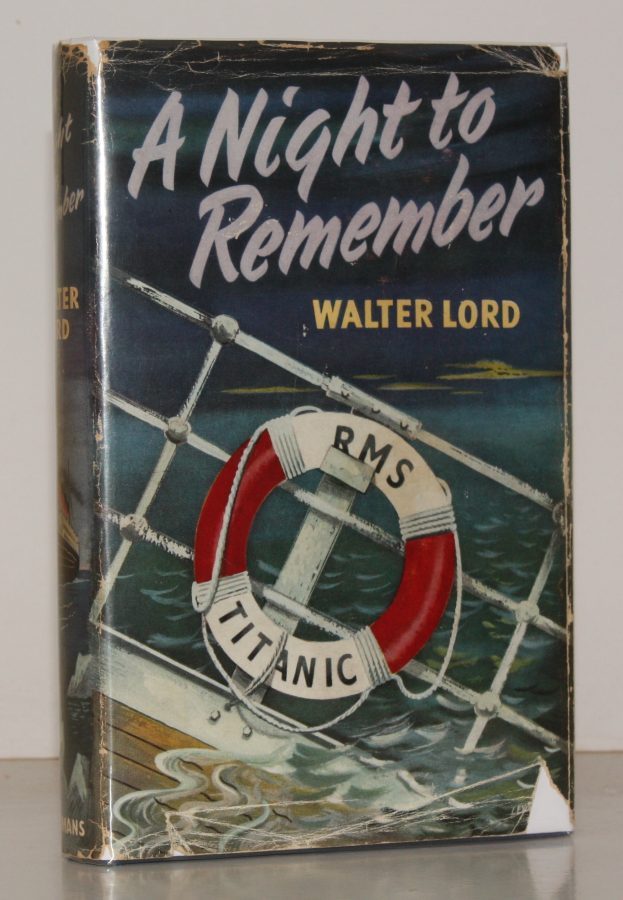 A Night to
Remember
WALTER LORD
RMS
TITANIC